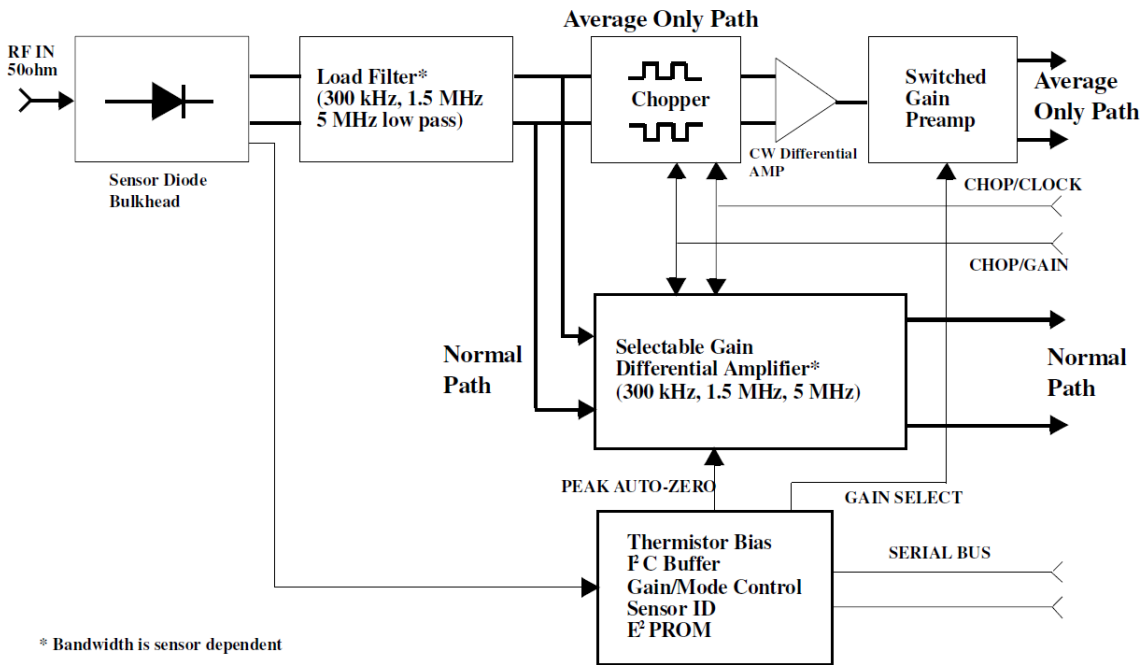 Average Only Path
RF IN
50ohm
Load Filter*
(300 kHz, 1.5 MHz
5 MHz low pass)
Chopper
Switched
Gain
Preamp
Average
Only Path
Sensor Diode
Bulkhead
CW Differential
AMP
CHOP/CLOCK
CHOP/GAIN
Normal
Path
Selectable Gain
Differential Amplifier*
(300 kHz, 1.5 MHz, 5 MHz)
Normal
Path
PEAK AUTO-ZERO
GAIN SELECT
Thermistor Bias
I² C Buffer
Gain/Mode Control
Sensor ID
E² PROM
SERIAL BUS
* Bandwidth is sensor dependent